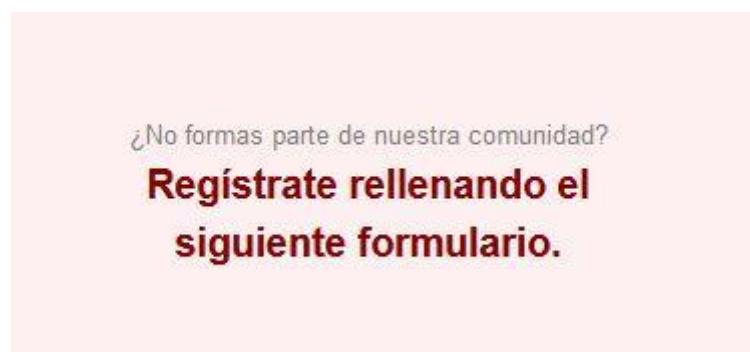 ¿No formas parte de nuestra comunidad?
Regístrate rellenando el
siguiente formulario.